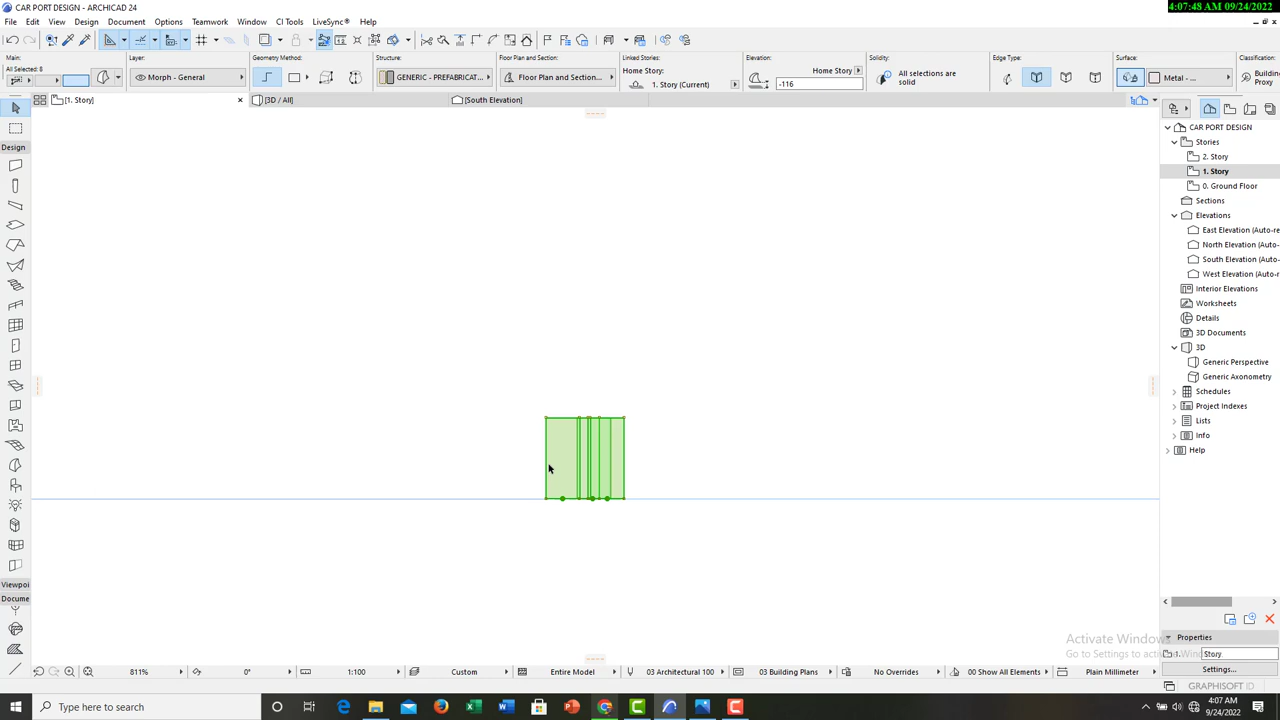 CAR PORT DESIGN - ARCHICAD 24
4:07:48 AM 09/24/2022
File Edit View Design Document Options Teamwork Window CI Tools LiveSync® Help
Main:
All Selected: 8
Layer:
Morph - General
Geometry Method:
Structure:
GENERIC - PREFABRICAT...
Floor Plan and Section:
Floor Plan and Section...
Linked Stories:
Home Story:
1. Story (Current)
Elevation:
Home Story
-116
Solidity:
All selections are
solid
Edge Type:
Surface:
Metal - ...
Classification:
Building
Proxy
[1. Story]
[3D / All]
[South Elevation]
Design
Viewpoi
Docume
CAR PORT DESIGN
Stories
2. Story
1. Story
0. Ground Floor
Sections
Elevations
East Elevation (Auto-re
North Elevation (Auto-
South Elevation (Auto-
West Elevation (Auto-r
Interior Elevations
Worksheets
Details
3D Documents
3D
Generic Perspective
Generic Axonometry
Schedules
Project Indexes
Lists
Info
Help
Activate Windows
Go to Settings to activate Windows.
Properties
1. Story
Settings...
GRAPHISOFT ID
811% 0° 1:100 custom Entire Model 03 Architectural 100 03 Building Plans No Overrides 00 Show All Elements Plain Millimeter
Type here to search
4:07 AM
9/24/2022